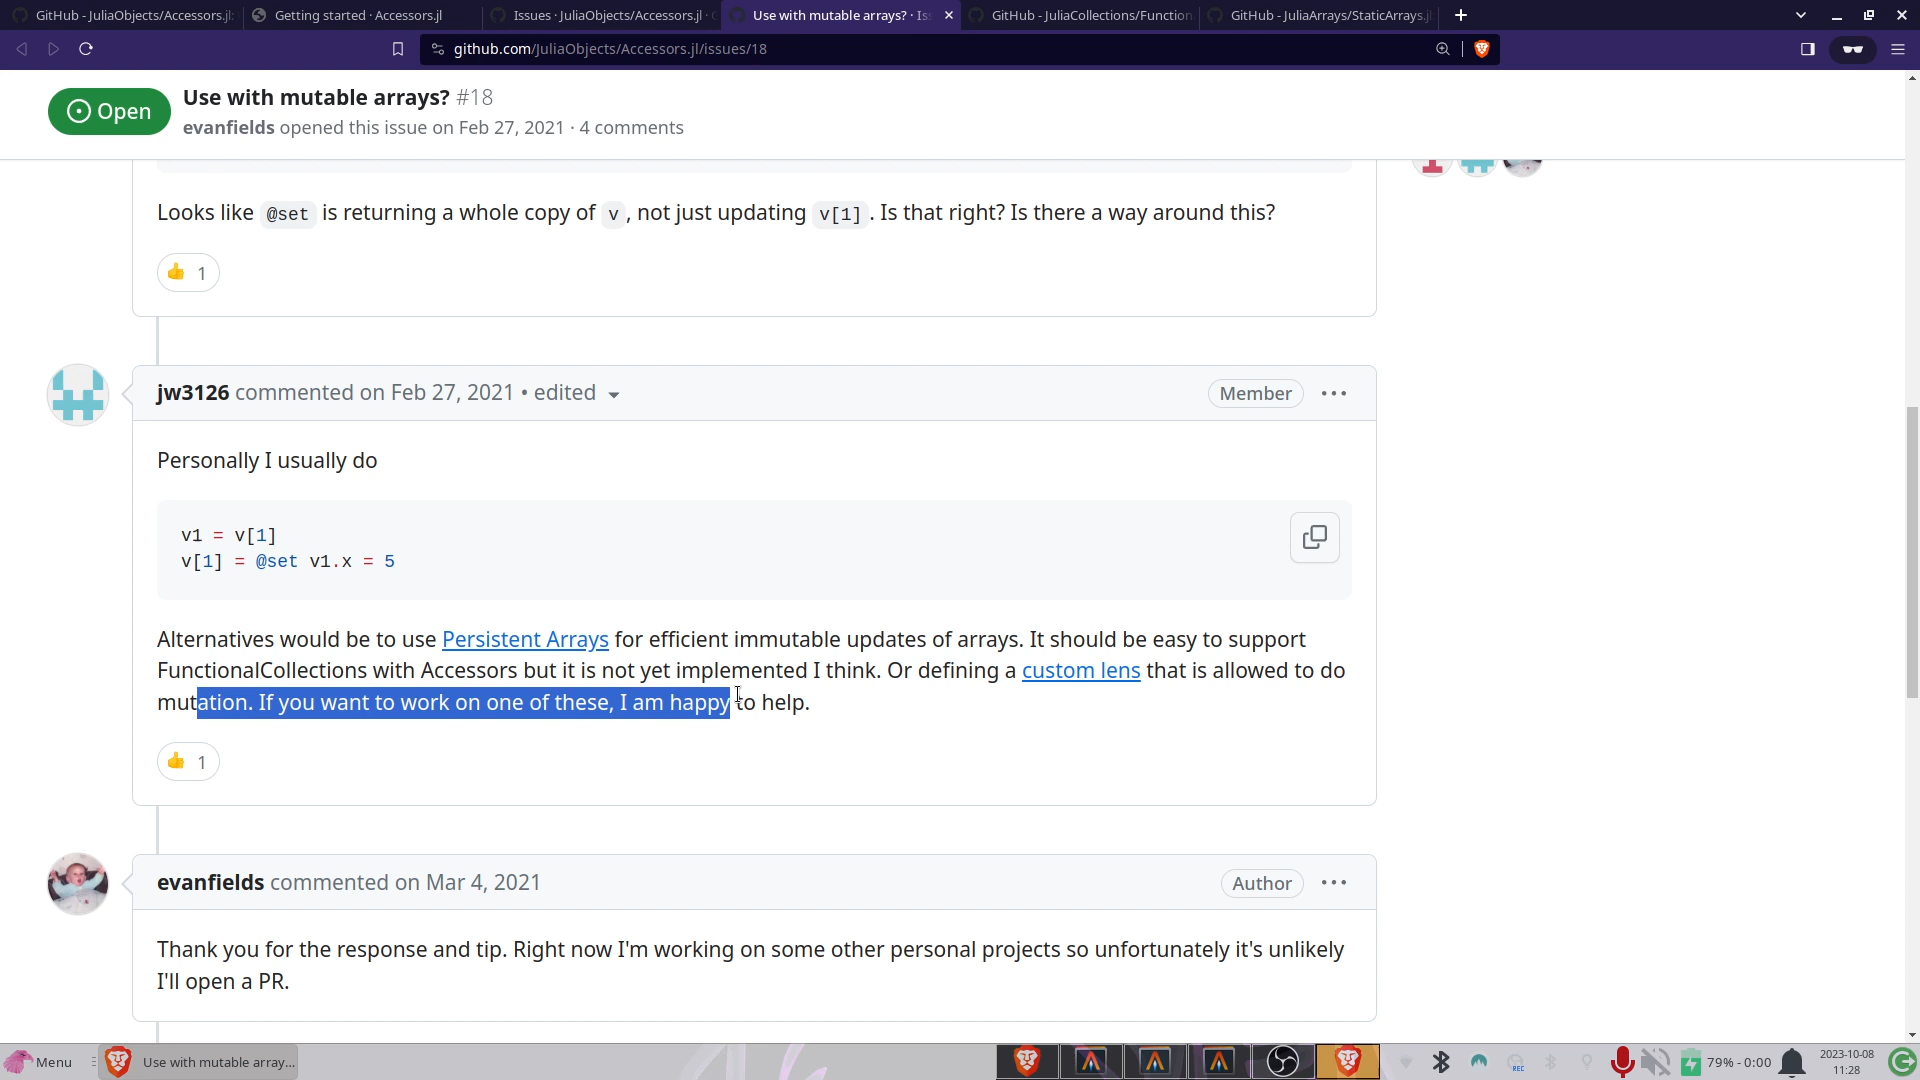 GitHub - JuliaObjects/Accessors.jl: Getting started · Accessors.jl Issues · JuliaObjects/Accessors.jl · Use with mutable arrays? · Iss GitHub - JuliaCollections/Function GitHub - JuliaArrays/StaticArrays.jl
github.com/JuliaObjects/Accessors.jl/issues/18
Open
Use with mutable arrays? #18
evanfields opened this issue on Feb 27, 2021 · 4 comments
Looks like @set is returning a whole copy of v, not just updating v[1]. Is that right? Is there a way around this?
👍 1
jw3126 commented on Feb 27, 2021 • edited
Member
Personally I usually do
v1 = v[1]
v[1] = @set v1.x = 5
Alternatives would be to use Persistent Arrays for efficient immutable updates of arrays. It should be easy to support
FunctionalCollections with Accessors but it is not yet implemented I think. Or defining a custom lens that is allowed to do
mutation. If you want to work on one of these, I am happy to help.
👍 1
evanfields commented on Mar 4, 2021
Author
Thank you for the response and tip. Right now I'm working on some other personal projects so unfortunately it's unlikely
I'll open a PR.
Menu
Use with mutable array...
REC
79% - 0:00
2023-10-08
11:28